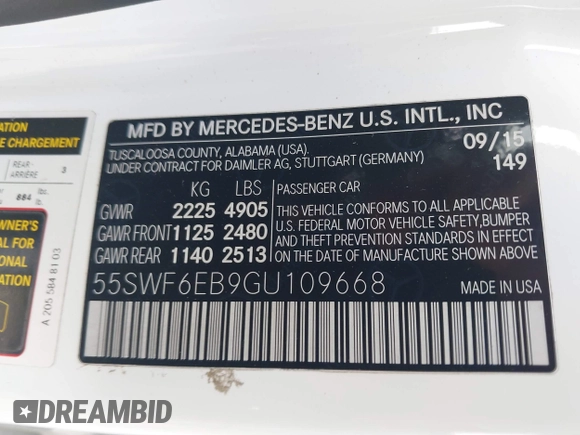 ATION
E CHARGEMENT
REAR-
ARRIÈRE
3
884 lbs.
lb.
WNER'S
AL FOR
IONAL
ATION
A 205 584 81 03
MFD BY MERCEDES-BENZ U.S. INTL., INC
TUSCALOOSA COUNTY, ALABAMA (USA).
UNDER CONTRACT FOR DAIMLER AG, STUTTGART (GERMANY)
09/15
149
KG LBS
GVWR 2225 4905
GAWR FRONT 1125 2480
GAWR REAR 1140 2513
PASSENGER CAR
THIS VEHICLE CONFORMS TO ALL APPLICABLE
U.S. FEDERAL MOTOR VEHICLE SAFETY,BUMPER
AND THEFT PREVENTION STANDARDS IN EFFECT
ON THE DATE OF MANUFACTURE SHOWN ABOVE.
55SWF6EB9GU109668
MADE IN USA
DREAMBID